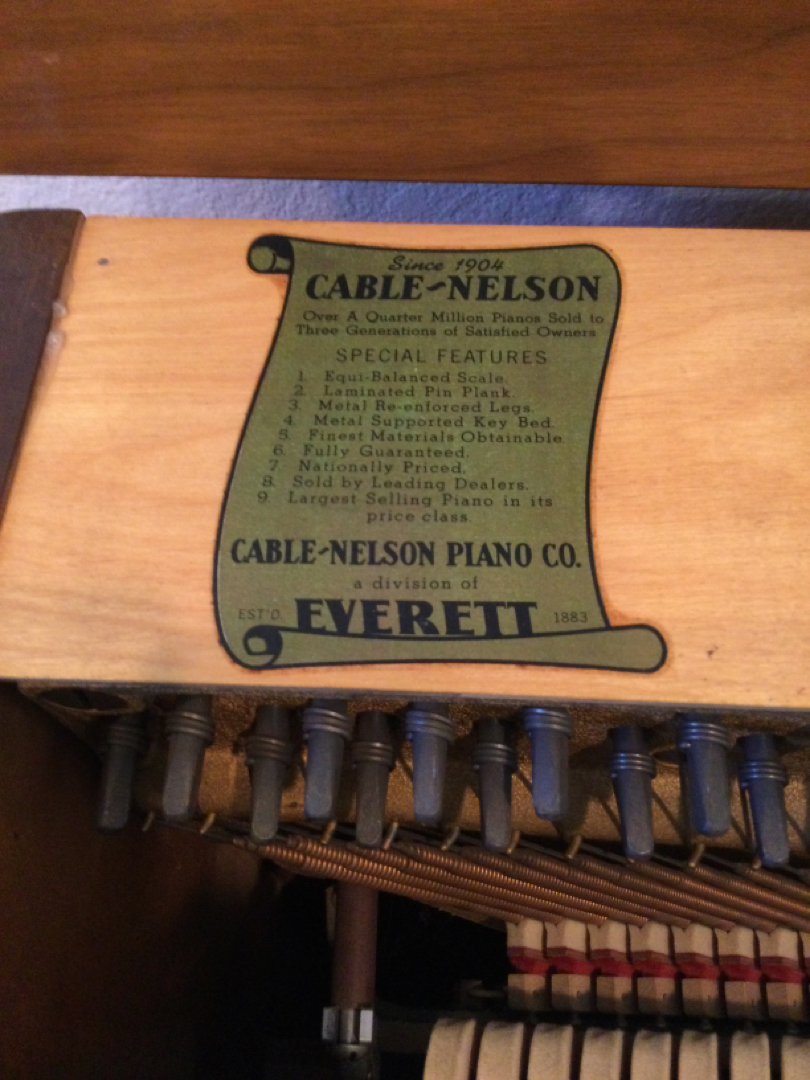 Since 1904
CABLE-NELSON
Over A Quarter Million Pianos Sold to
Three Generations of Satisfied Owners
SPECIAL FEATURES
1. Equi-Balanced Scale.
2. Laminated Pin Plank.
3. Metal Re-enforced Legs.
4. Metal Supported Key Bed.
5. Finest Materials Obtainable
6. Fully Guaranteed.
7. Nationally Priced.
8. Sold by Leading Dealers.
9. Largest Selling Piano in its
price class.
CABLE-NELSON PIANO CO.
a division of
EST'D. EVERETT 1883